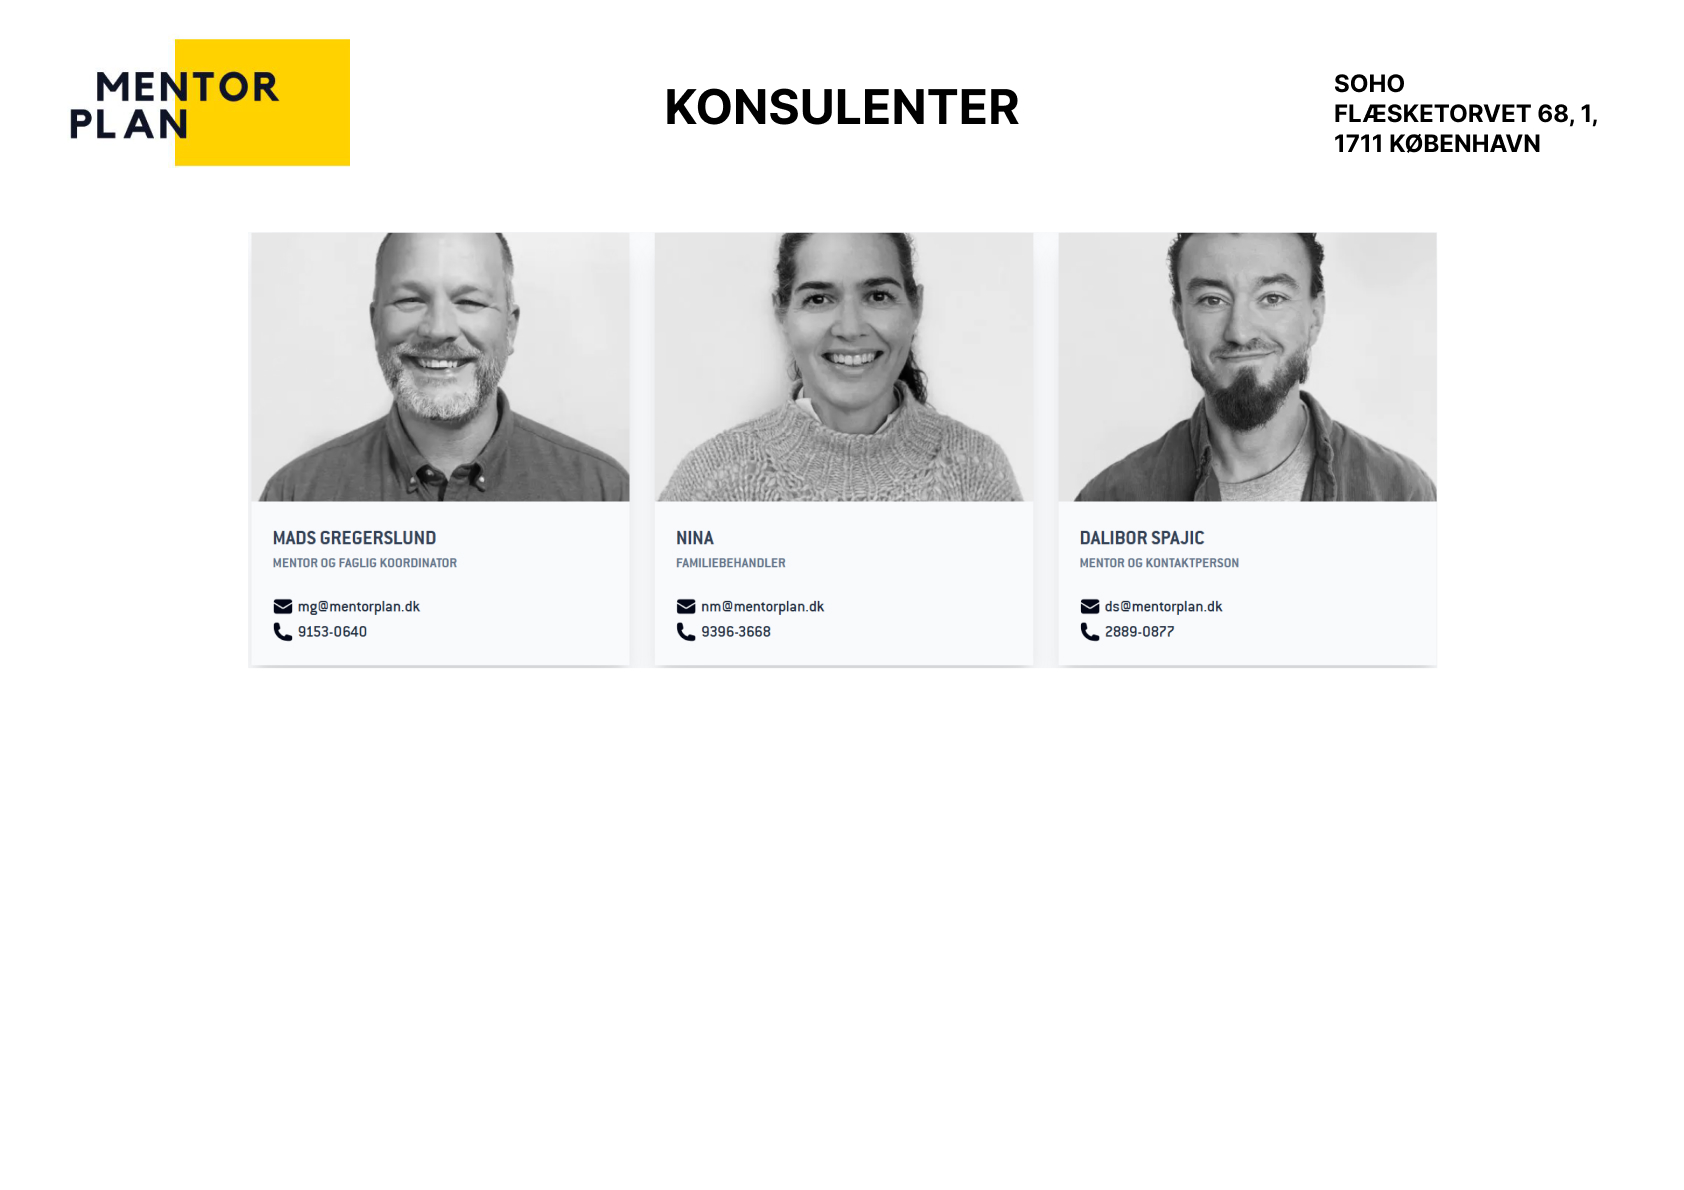 MENTOR
PLAN
KONSULENTER
SOHO
FLÆSKETORVET 68, 1,
1711 KØBENHAVN
MADS GREGERSLUND
MENTOR OG FAGLIG KOORDINATOR
mg@mentorplan.dk
9153-0640
NINA
FAMILIEBEHANDLER
nm@mentorplan.dk
9396-3668
DALIBOR SPAJIC
MENTOR OG KONTAKTPERSON
ds@mentorplan.dk
2889-0877